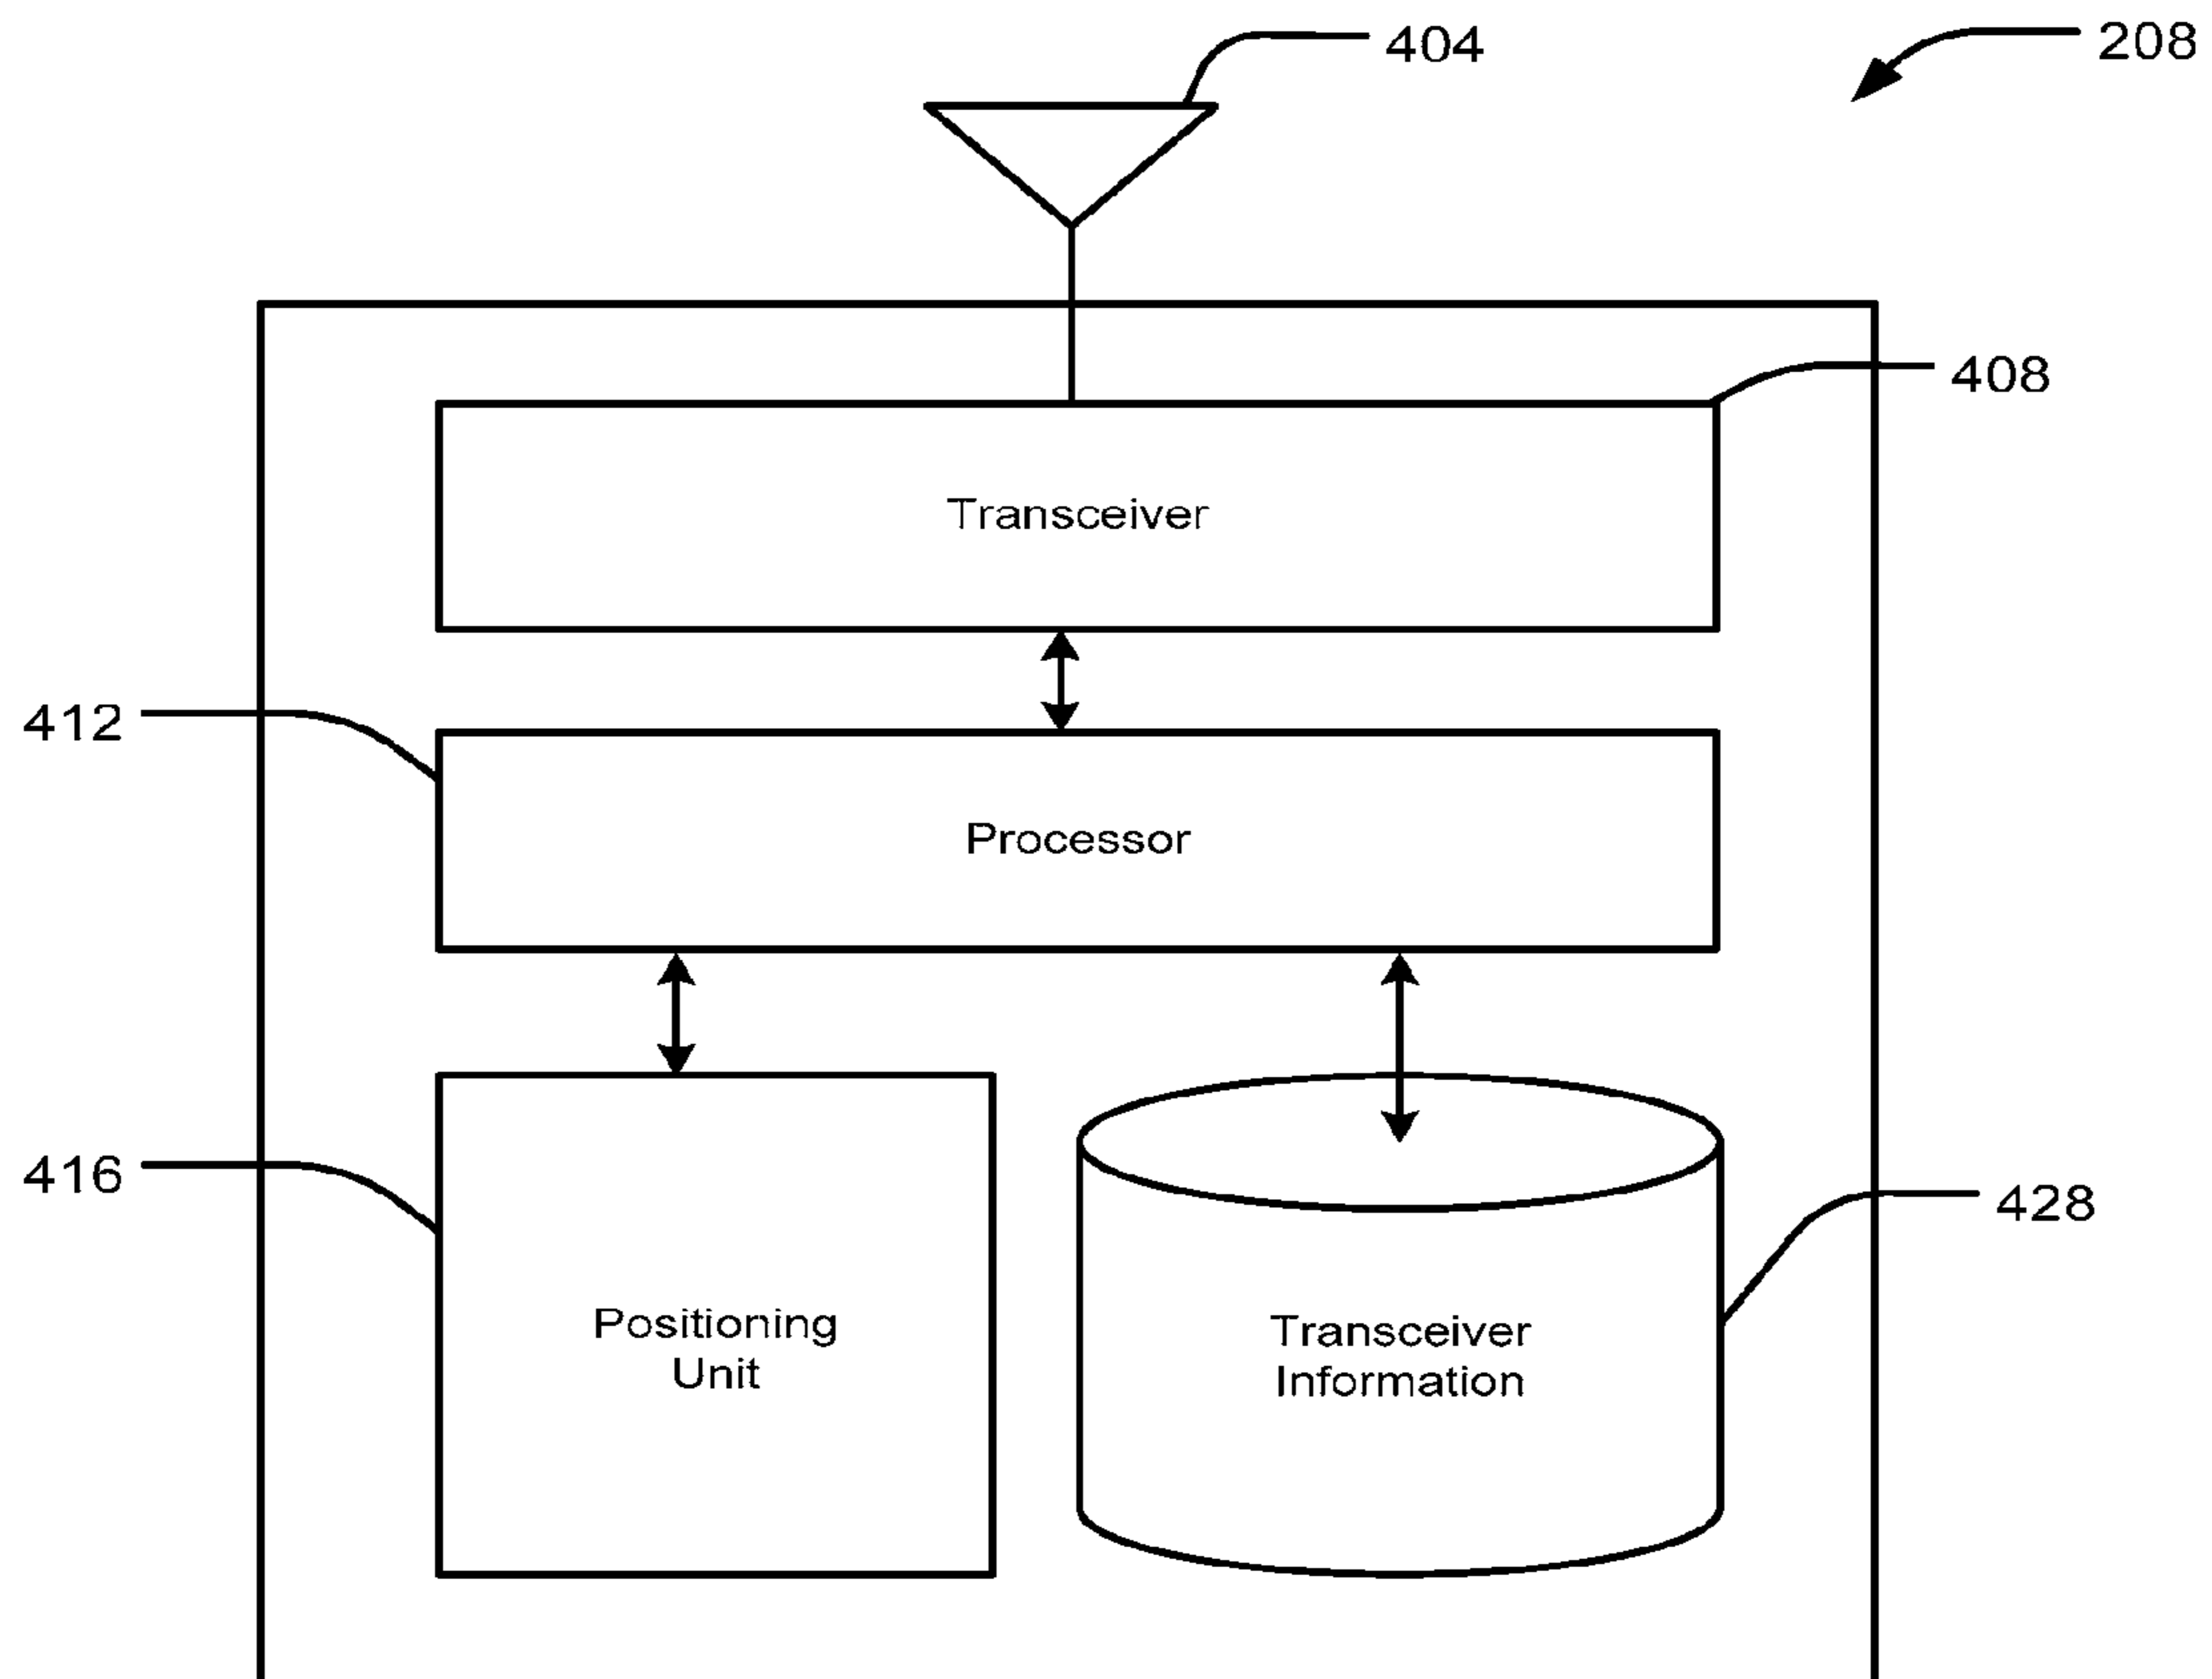 404
208
408
Transceiver
412
Processor
416
428
Positioning
Unit
Transceiver
Information